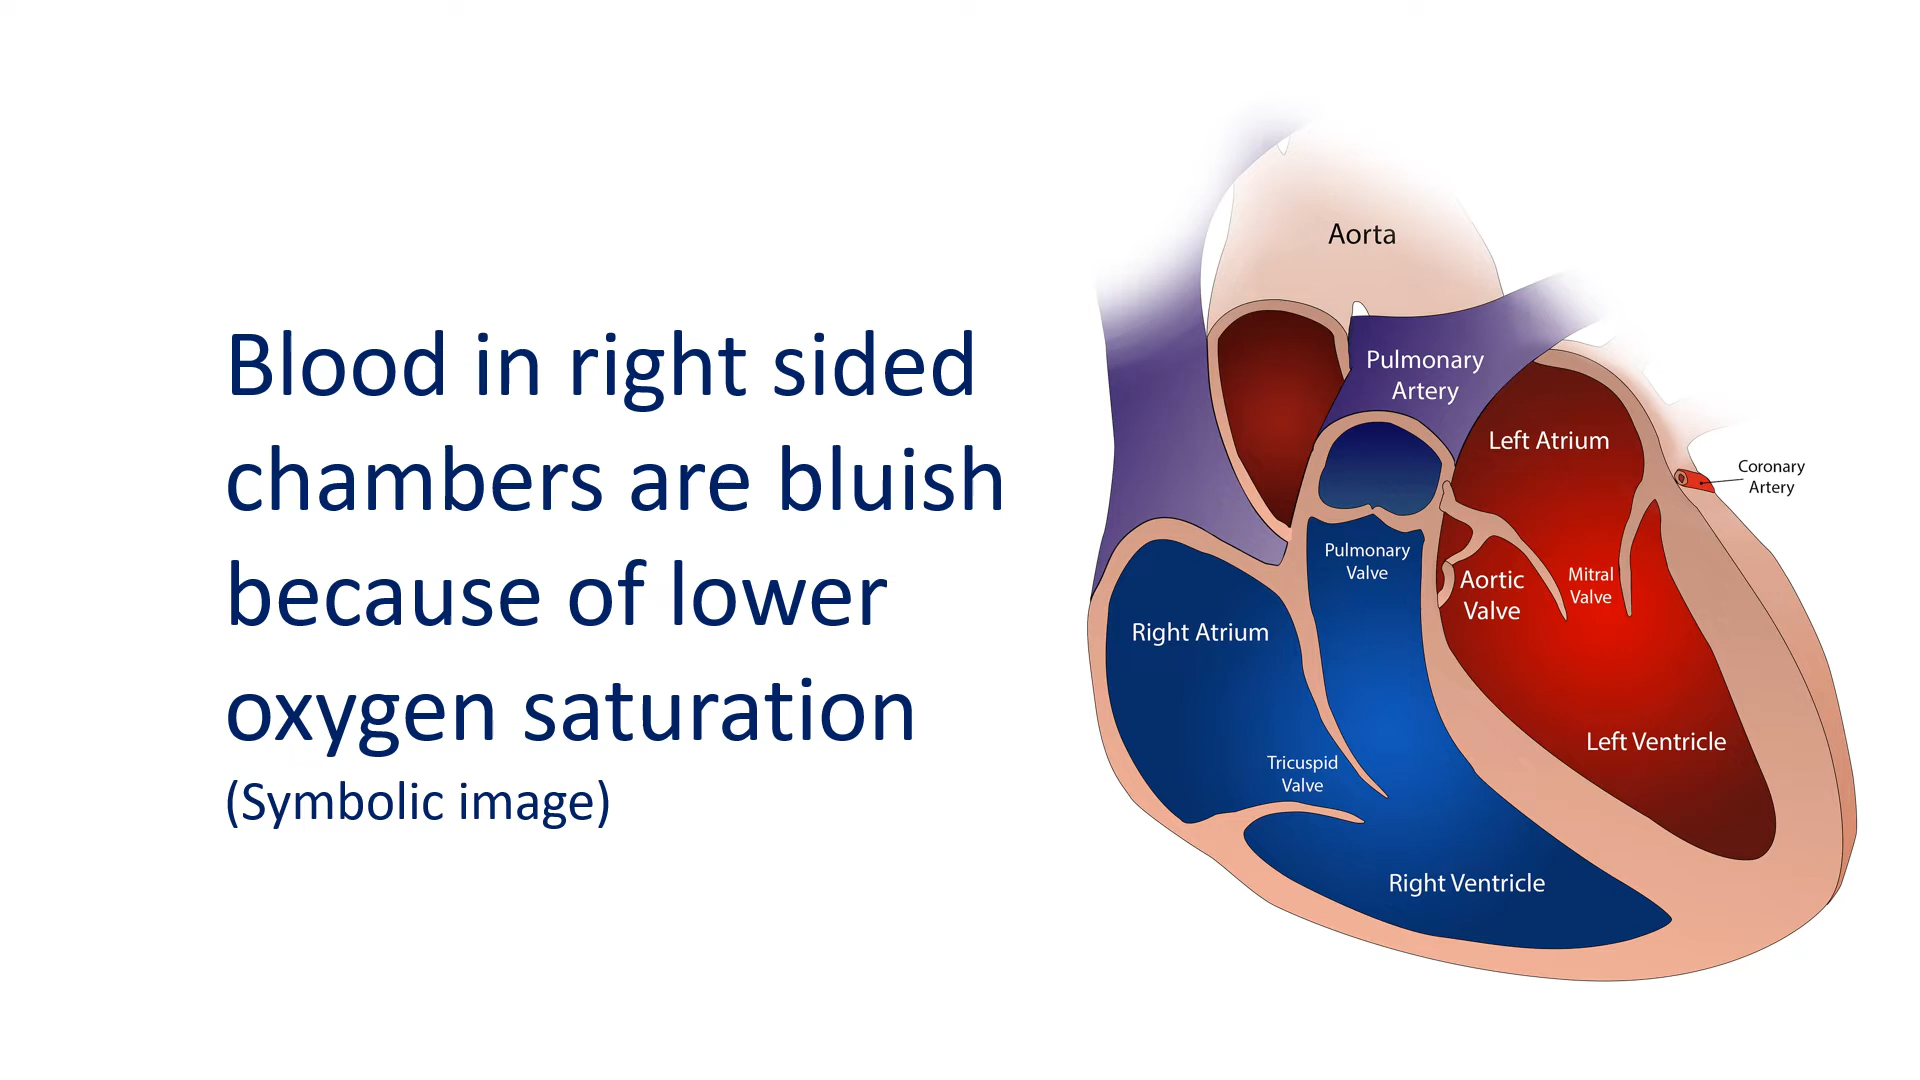 Blood in right sided
chambers are bluish
because of lower
oxygen saturation
(Symbolic image)
Aorta
Pulmonary
Artery
Left Atrium
Coronary
Artery
Pulmonary
Valve
Aortic
Valve
Mitral
Valve
Right Atrium
Left Ventricle
Tricuspid
Valve
Right Ventricle